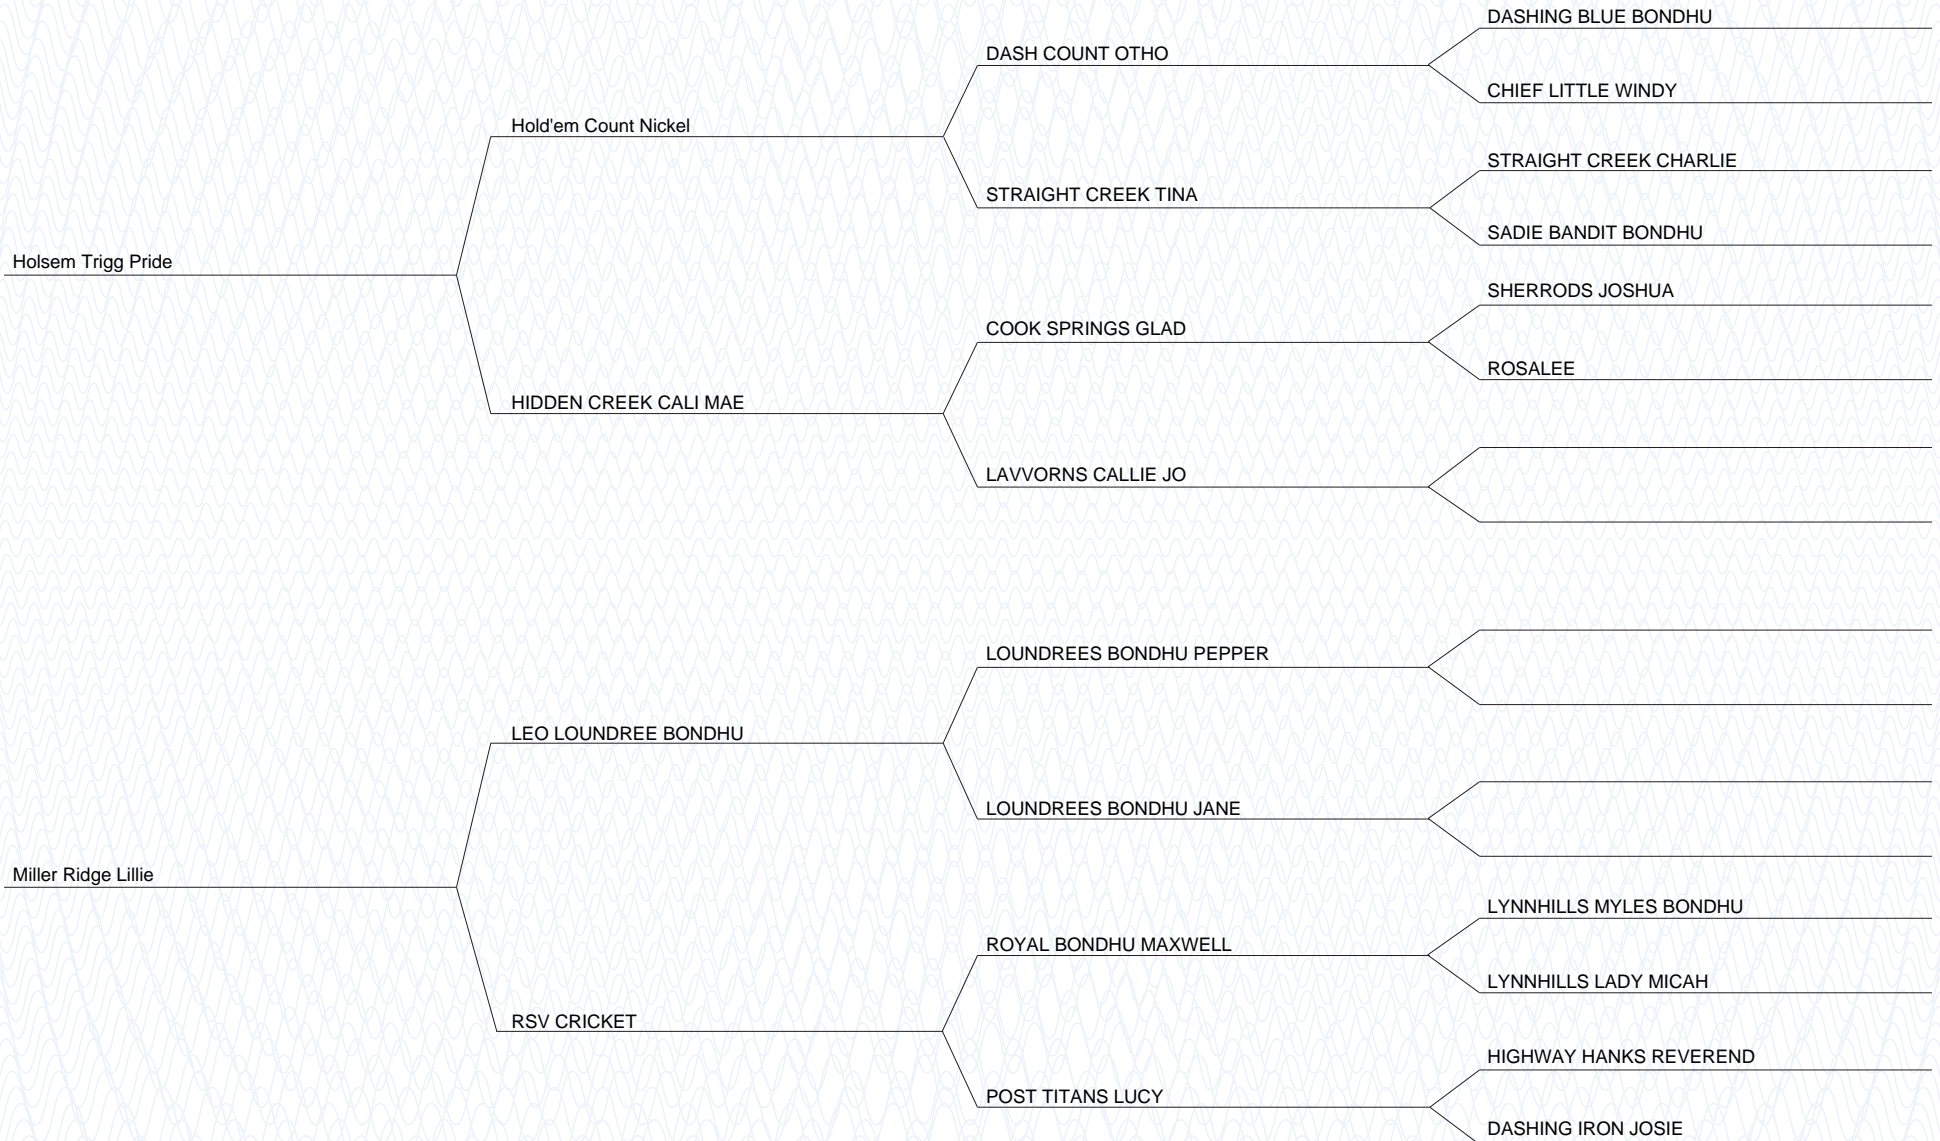 DASHING BLUE BONDHU
DASH COUNT OTHO
CHIEF LITTLE WINDY
Hold'em Count Nickel
STRAIGHT CREEK CHARLIE
STRAIGHT CREEK TINA
SADIE BANDIT BONDHU
Holsem Trigg Pride
SHERRODS JOSHUA
COOK SPRINGS GLAD
ROSALEE
HIDDEN CREEK CALI MAE
LAVVORNS CALLIE JO
LOUNDREES BONDHU PEPPER
LEO LOUNDREE BONDHU
LOUNDREES BONDHU JANE
Miller Ridge Lillie
LYNNHILLS MYLES BONDHU
ROYAL BONDHU MAXWELL
LYNNHILLS LADY MICAH
RSV CRICKET
HIGHWAY HANKS REVEREND
POST TITANS LUCY
DASHING IRON JOSIE